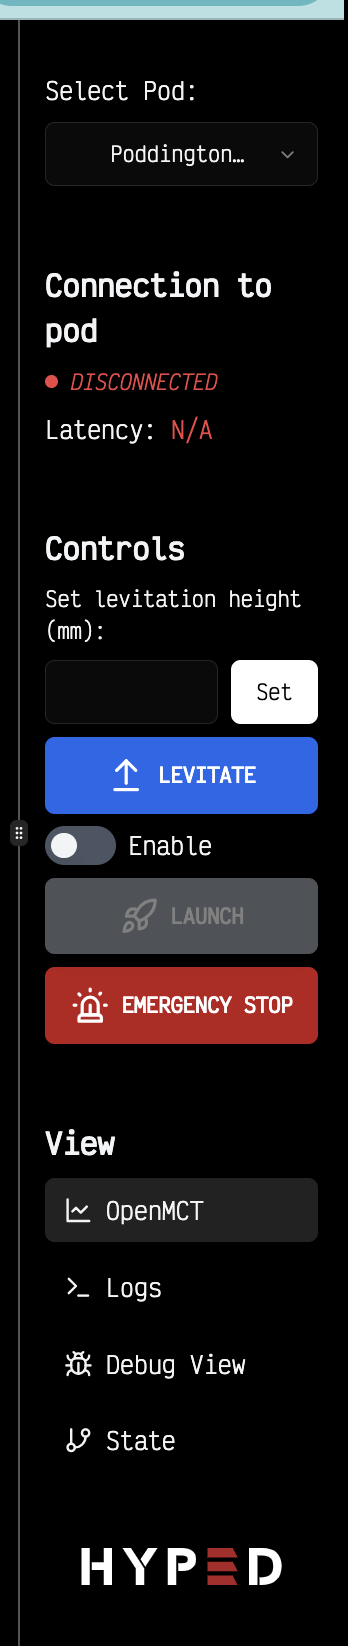 Select Pod:
Poddington…
Connection to
pod
DISCONNECTED
Latency: N/A
Controls
Set levitation height
(mm):
Set
LEVITATE
Enable
LAUNCH
EMERGENCY STOP
View
OpenMCT
Logs
Debug View
State
HYPED